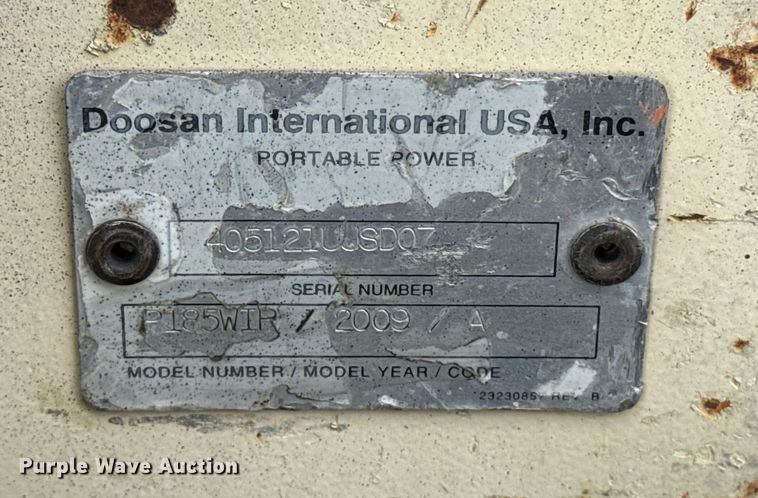 Doosan International USA, Inc.
PORTABLE POWER
405121UJSD07
SERIAL NUMBER
P185WIR / 2009 / A
MODEL NUMBER / MODEL YEAR / CODE
REV B
Purple Wave Auction